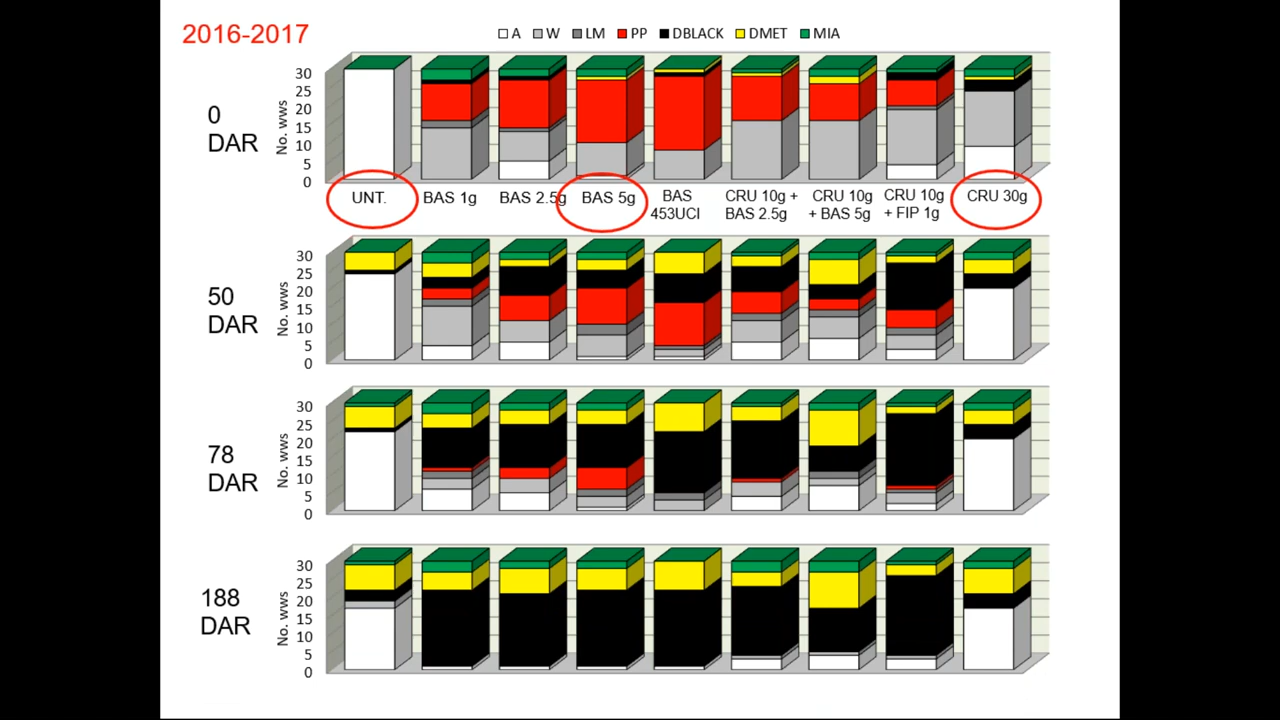 2016-2017
A W LM PP DBLACK DMET MIA
0
DAR
No. wws
30
25
20
15
10
5
0
UNT. BAS 1g BAS 2.5g BAS 5g BAS
453UCI CRU 10g +
BAS 2.5g CRU 10g
+ BAS 5g CRU 10g
+ FIP 1g CRU 30g
50
DAR
No. wws
30
25
20
15
10
5
0
78
DAR
No. wws
30
25
20
15
10
5
0
188
DAR
No. wws
30
25
20
15
10
5
0